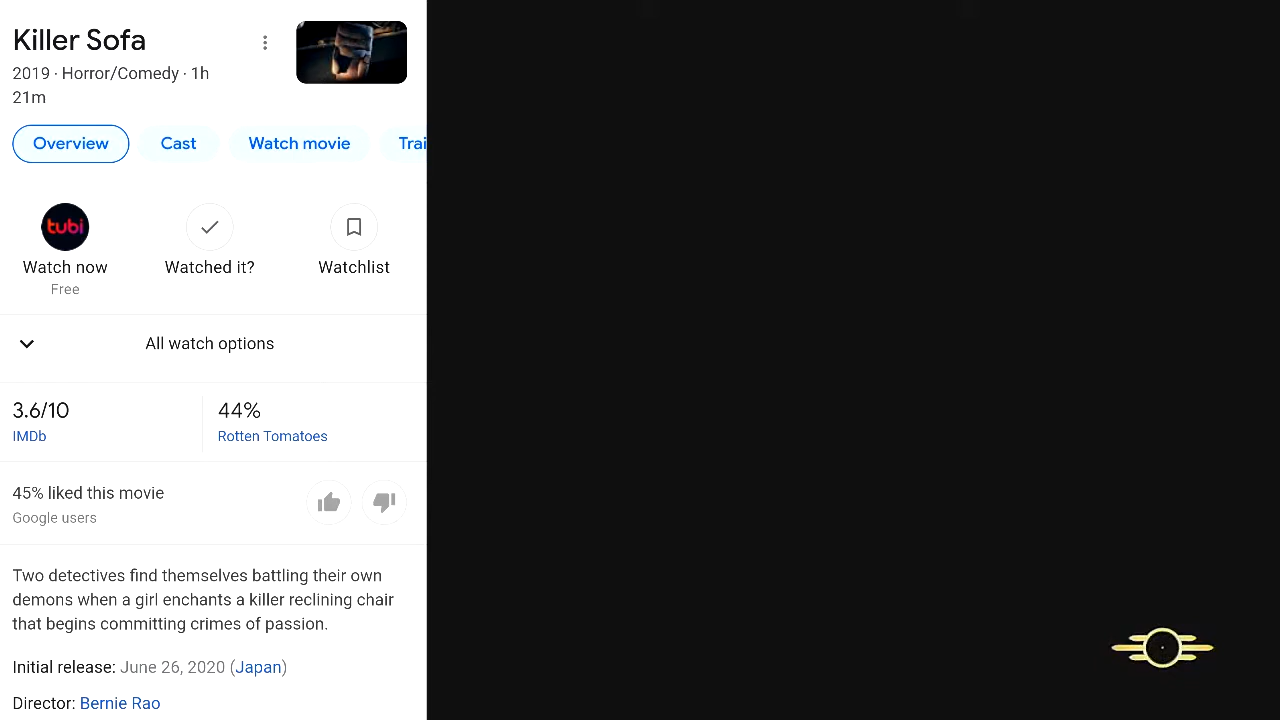 Killer Sofa
2019 · Horror/Comedy · 1h
21m
Overview
Cast
Watch movie
Trai
tubi
Watch now
Free
Watched it?
Watchlist
All watch options
3.6/10
IMDb
44%
Rotten Tomatoes
45% liked this movie
Google users
Two detectives find themselves battling their own
demons when a girl enchants a killer reclining chair
that begins committing crimes of passion.
Initial release: June 26, 2020 (Japan)
Director: Bernie Rao